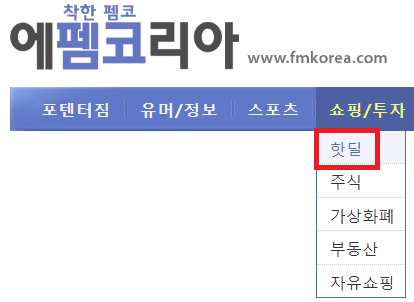 착한 펨코
에펨코리아 www.fmkorea.com
포텐터짐 유머/정보 스포츠 쇼핑/투자
핫딜
주식
가상화폐
부동산
자유쇼핑